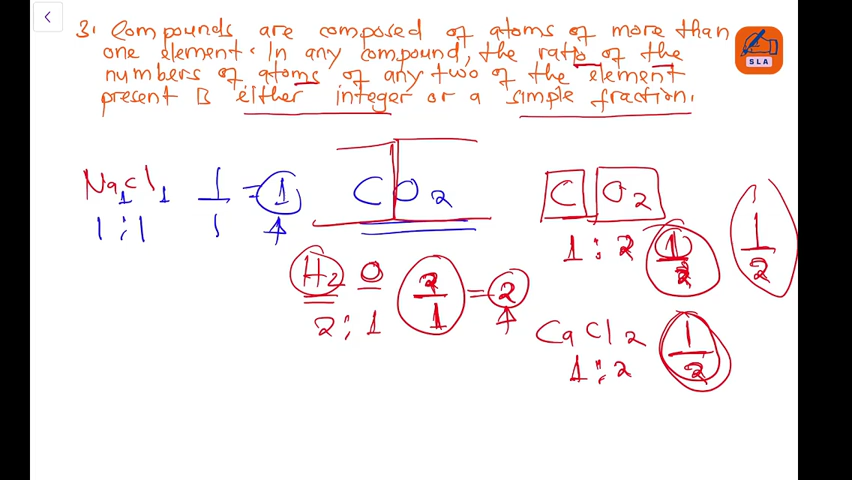 3. Compounds are composed of atoms of more than
one element. In any compound, the ratio of the
numbers of atoms of any two of the element
present is either integer or a simple fraction.
SLA
Na1Cl1 1/1 = 1
1 : 1
CO2
CO2
1 : 2 1/2
1/2
H2 O 2/1 = 2
2 : 1
CaCl2 1/2
1 : 2